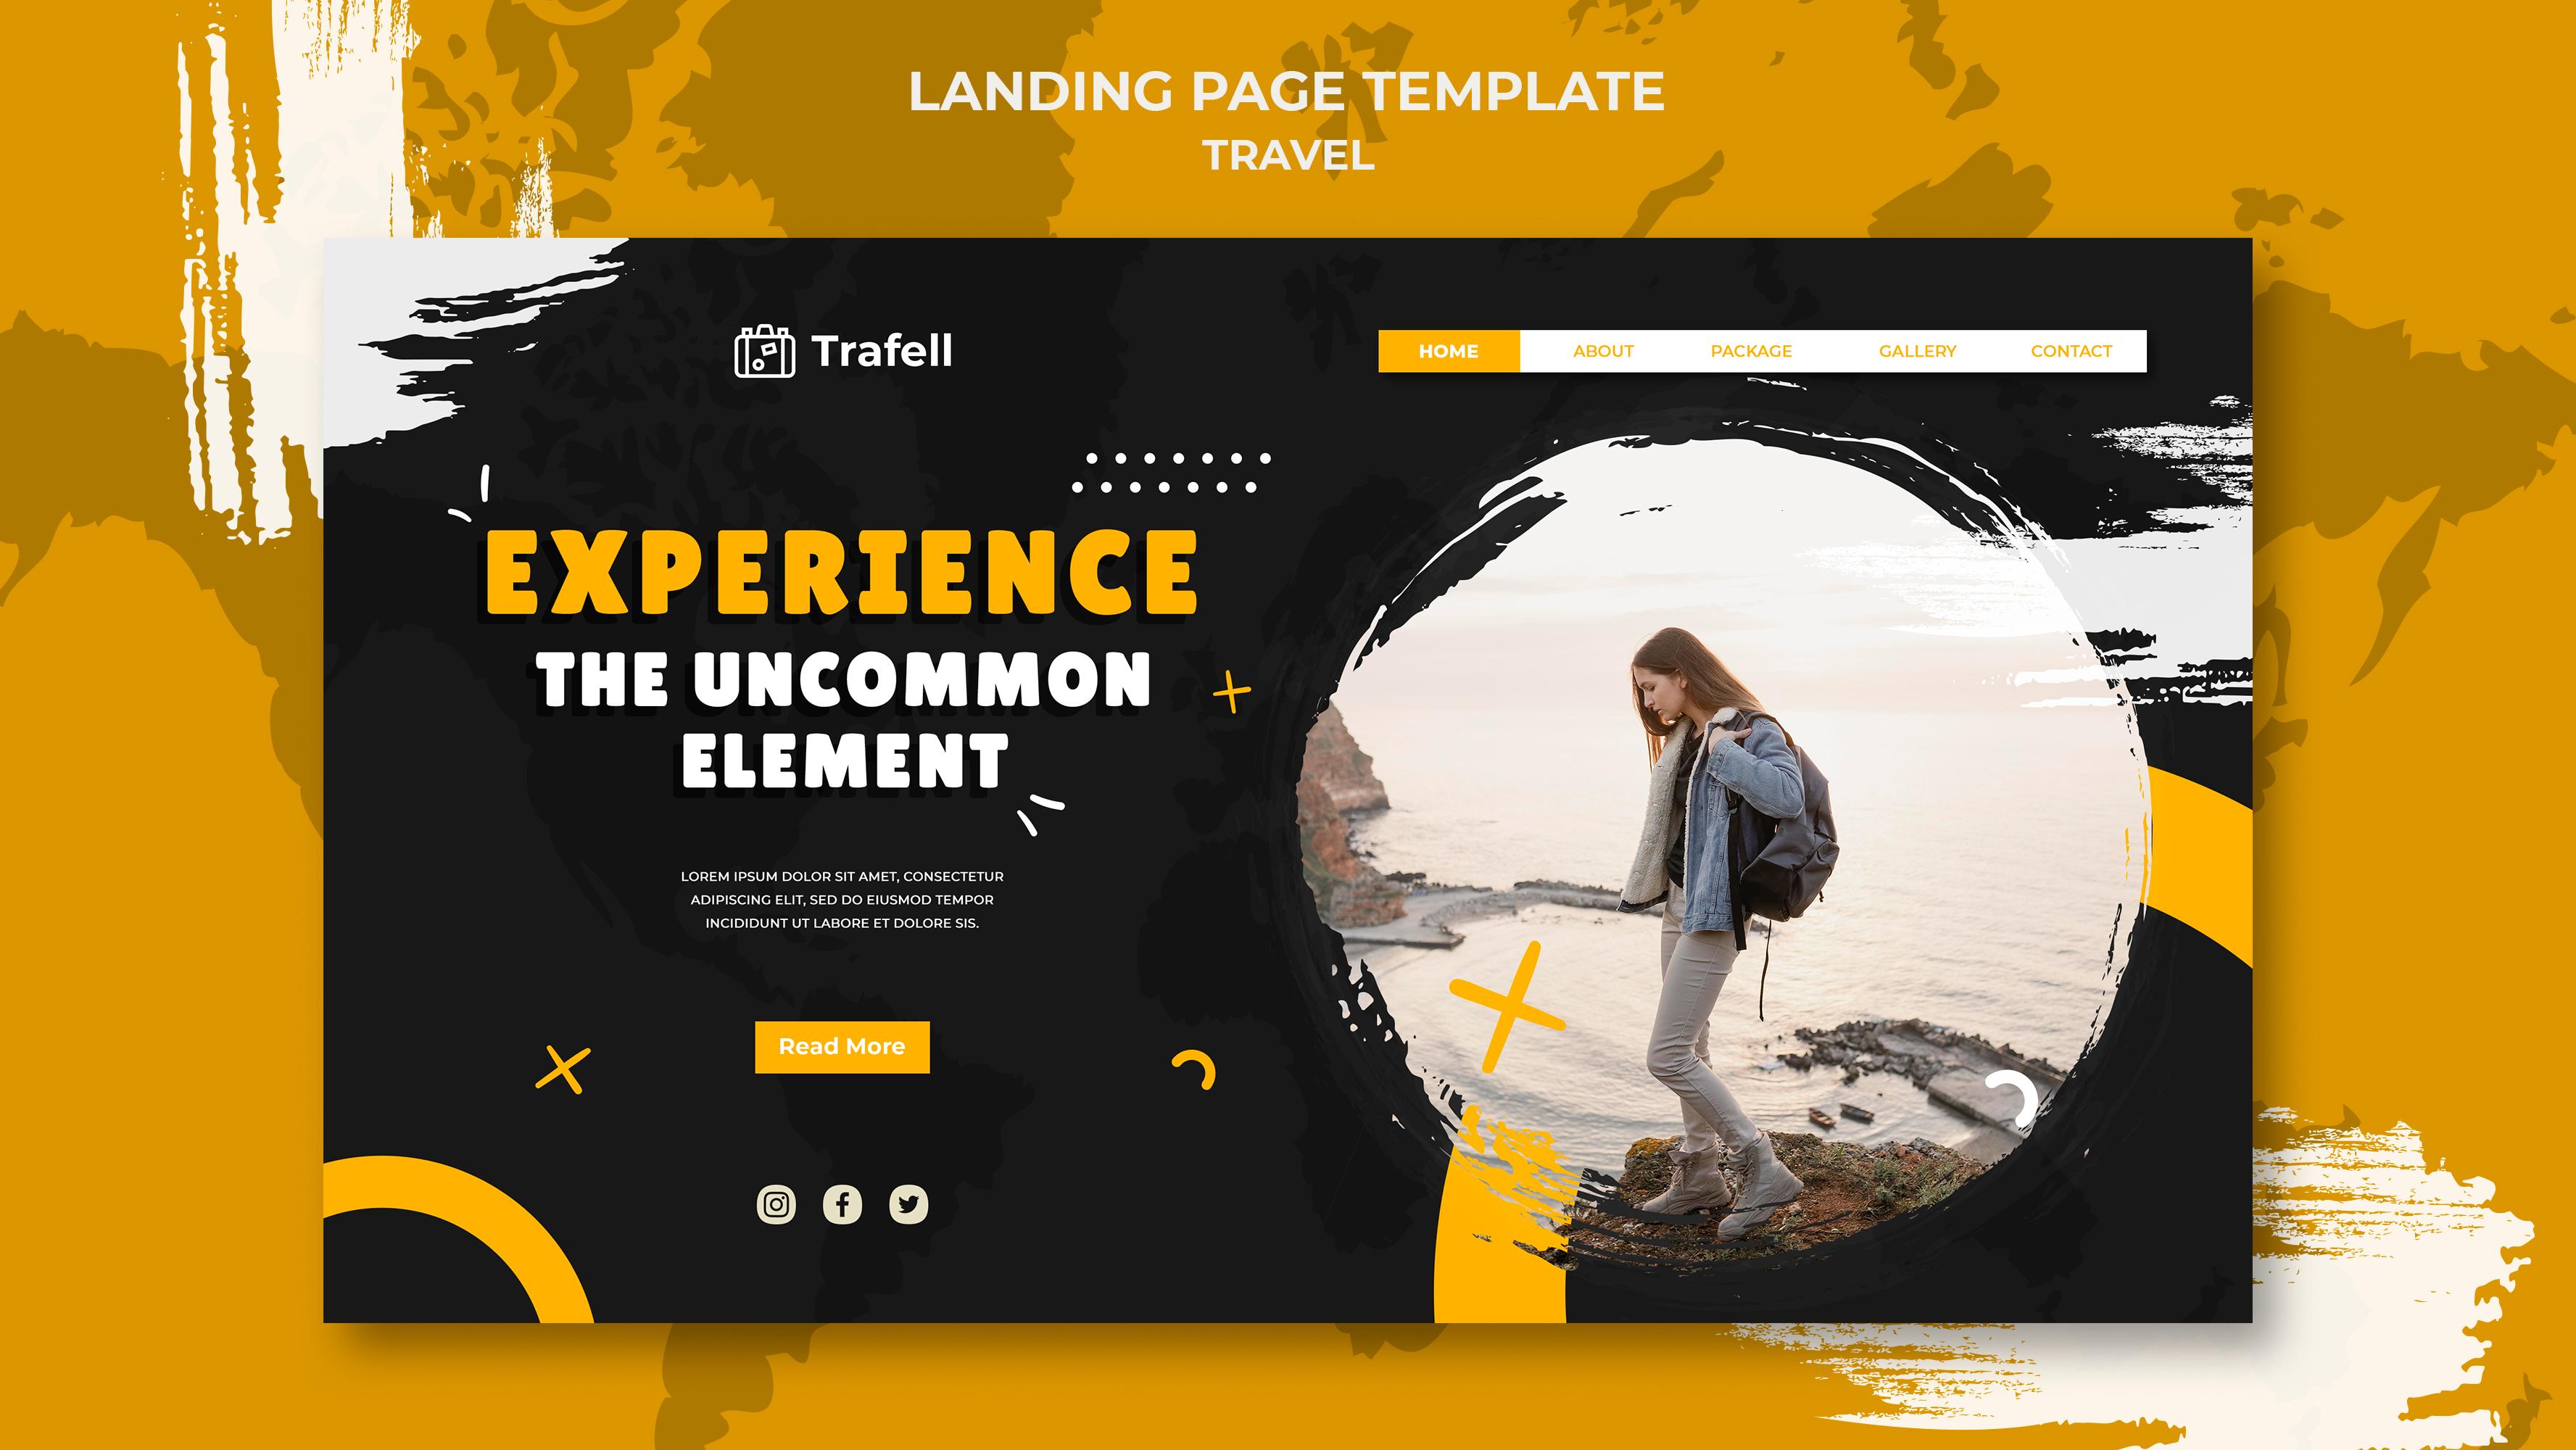 LANDING PAGE TEMPLATE
TRAVEL
Trafell
HOME ABOUT PACKAGE GALLERY CONTACT
EXPERIENCE
THE UNCOMMON
ELEMENT
LOREM IPSUM DOLOR SIT AMET, CONSECTETUR
ADIPISCING ELIT, SED DO EIUSMOD TEMPOR
INCIDIDUNT UT LABORE ET DOLORE SIS.
Read More